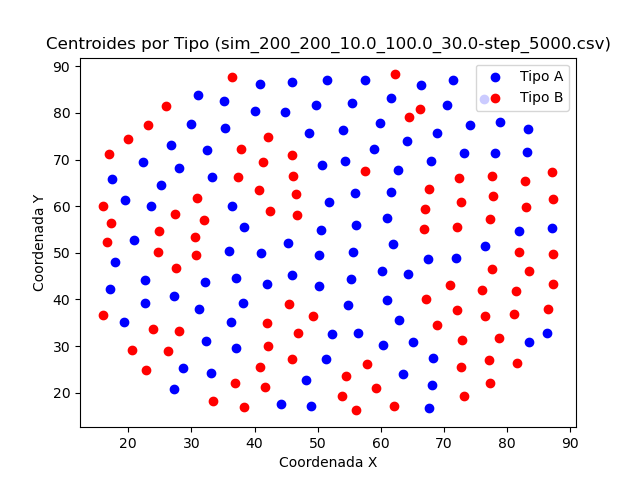 Centroides por Tipo (sim_200_200_10.0_100.0_30.0-step_5000.csv)
Tipo A
Tipo B
90
80
70
60
50
40
30
20
Coordenada Y
20 30 40 50 60 70 80 90
Coordenada X